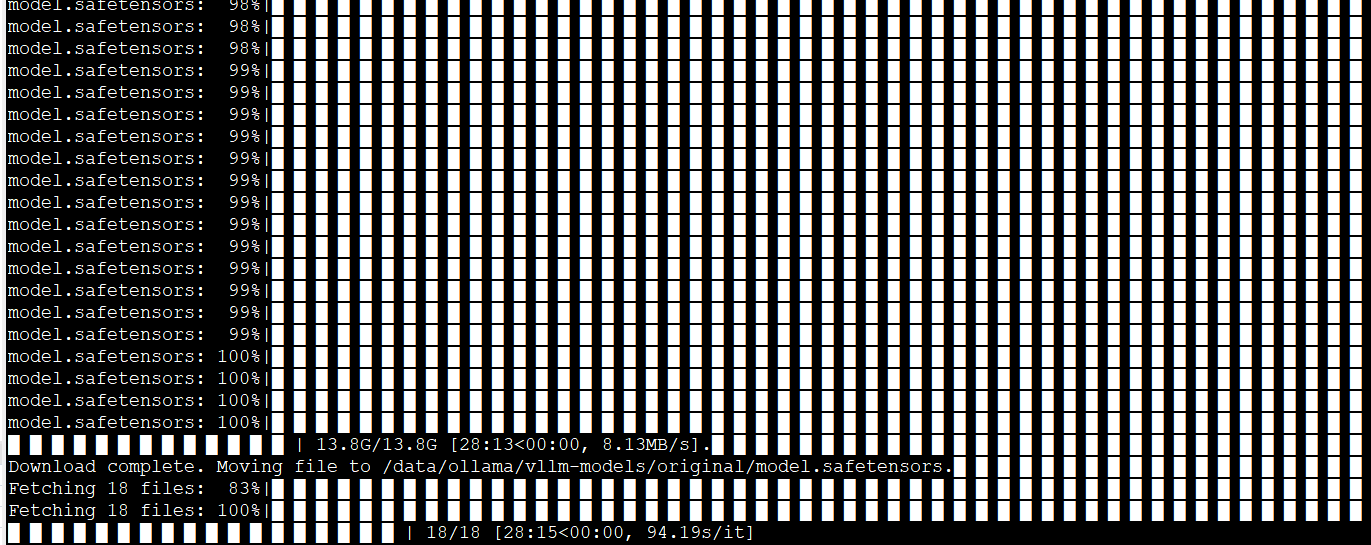 model.safetensors:  98%|
model.safetensors:  98%|
model.safetensors:  98%|
model.safetensors:  99%|
model.safetensors:  99%|
model.safetensors:  99%|
model.safetensors:  99%|
model.safetensors:  99%|
model.safetensors:  99%|
model.safetensors:  99%|
model.safetensors:  99%|
model.safetensors:  99%|
model.safetensors:  99%|
model.safetensors:  99%|
model.safetensors:  99%|
model.safetensors:  99%|
model.safetensors: 100%|
model.safetensors: 100%|
model.safetensors: 100%|
model.safetensors: 100%|
| 13.8G/13.8G [28:13<00:00, 8.13MB/s].
Download complete. Moving file to /data/ollama/vllm-models/original/model.safetensors.
Fetching 18 files:  83%|
Fetching 18 files: 100%|
| 18/18 [28:15<00:00, 94.19s/it]